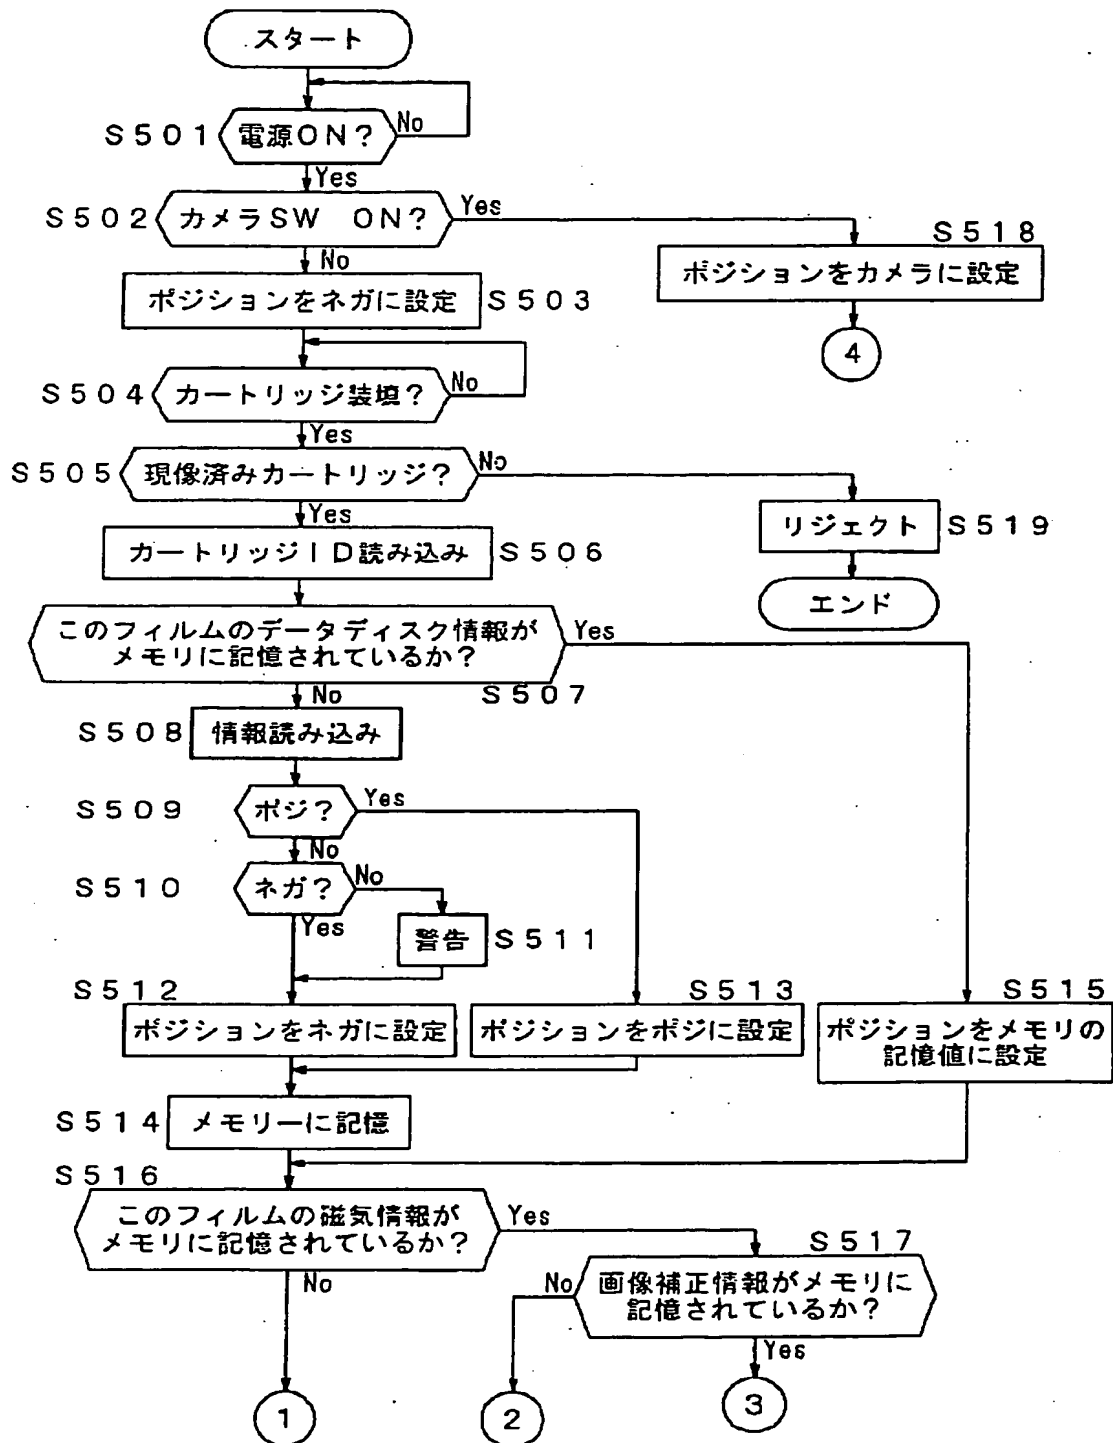 スタート
S501 電源ON? No
Yes
S502 カメラSW ON? Yes
No
S518
ポジションをカメラに設定
4
ポジションをネガに設定 S503
S504 カートリッジ装填? No
Yes
S505 現像済みカートリッジ? No
Yes
リジェクト S519
エンド
カートリッジID読み込み S506
このフィルムのデータディスク情報が
メモリに記憶されているか?
Yes
No
S507
S508 情報読み込み
S509 ポジ? Yes
No
S510 ネガ? No
Yes
警告 S511
S512
ポジションをネガに設定
S513
ポジションをポジに設定
S515
ポジションをメモリの
記憶値に設定
S514 メモリーに記憶
S516
このフィルムの磁気情報が
メモリに記憶されているか?
Yes
No
S517
画像補正情報がメモリに
記憶されているか?
No
Yes
1
2
3